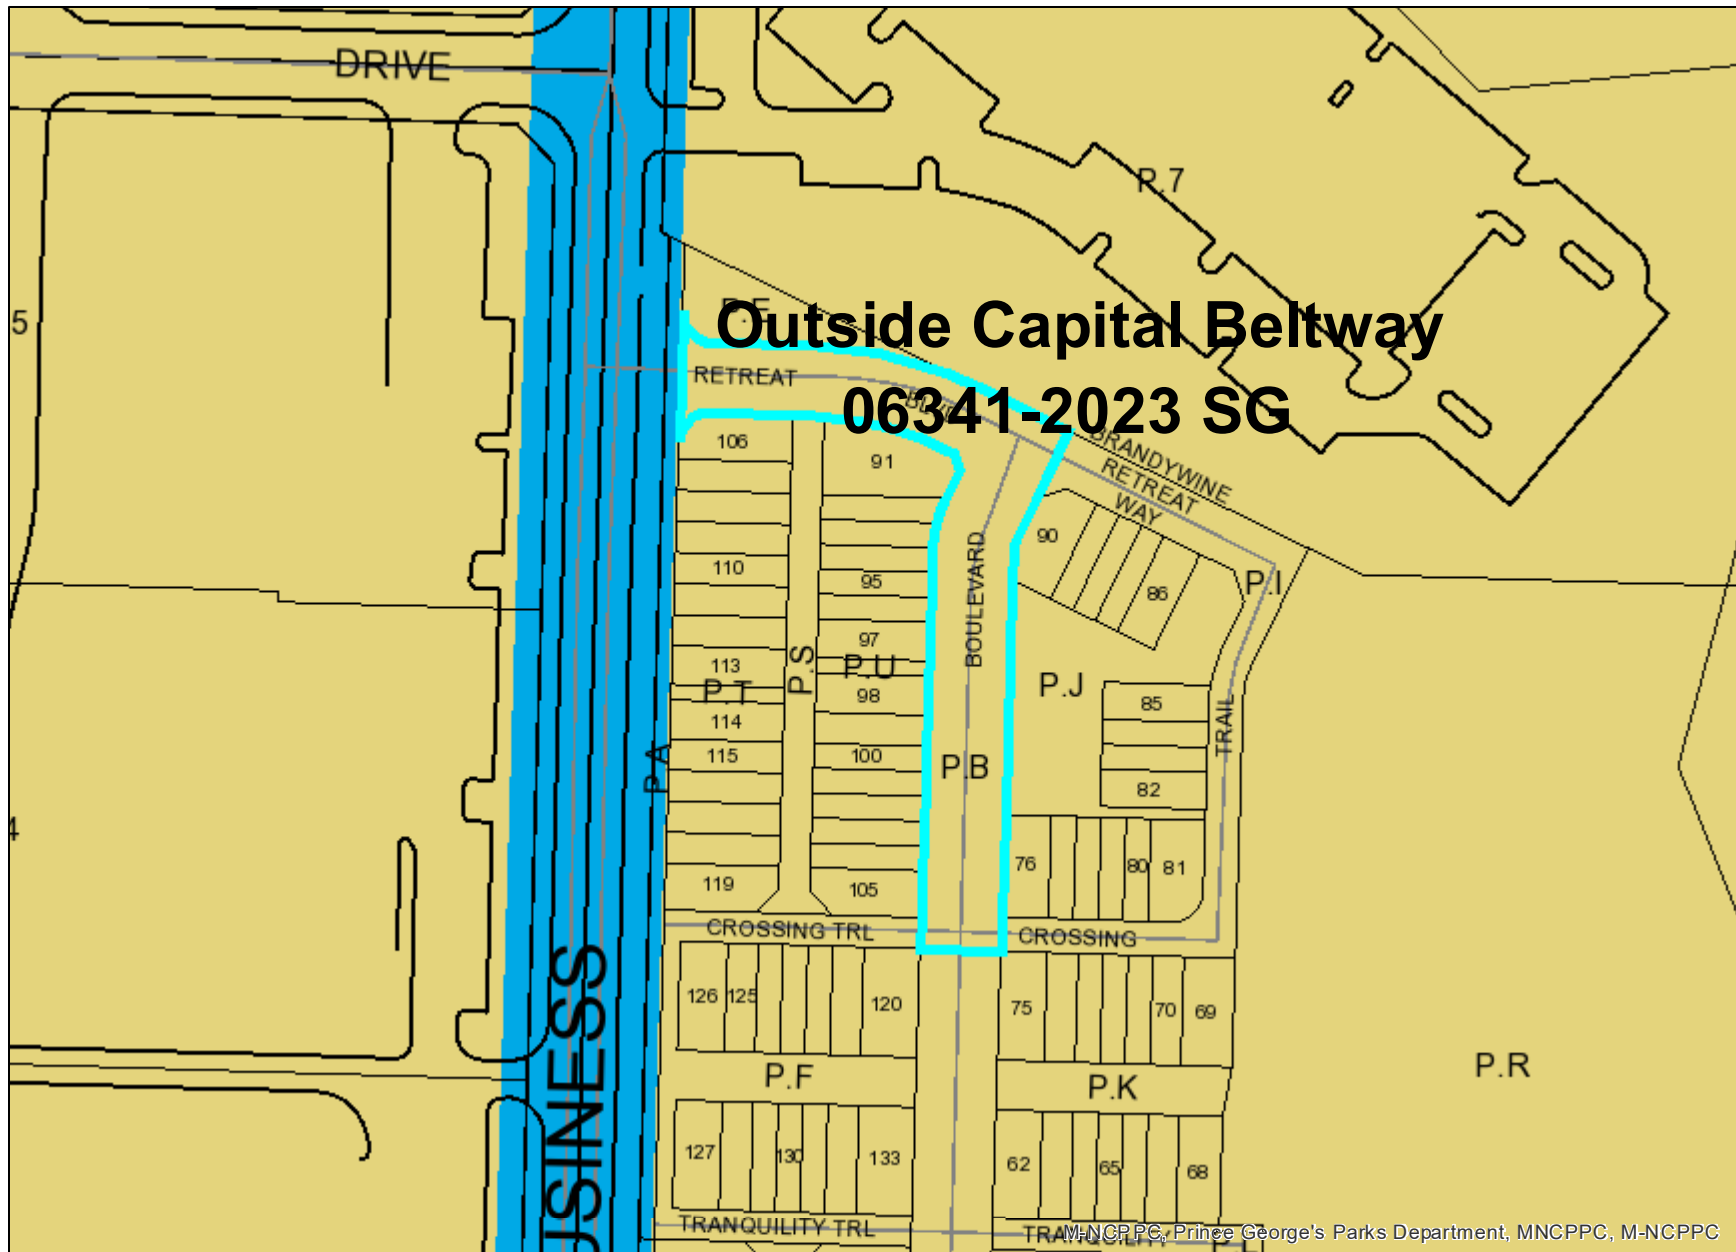 DRIVE
P.7
5
Outside Capital Beltway
RETREAT
06341-2023 SG
BRANDYWINE
RETREAT
WAY
106
91
90
BOULEVARD
110
95
86
P.I
97
113
P.S
P.U
P.T
98
P.J
85
114
TRAIL
115
100
P.B
P.A
82
4
76
80
81
119
105
CROSSING TRL
CROSSING
126
125
120
75
70
69
USINESS
P.F
P.K
P.R
127
130
133
62
65
68
TRANQUILITY TRL
TRANQUILITY
M-NCPPC, Prince George's Parks Department, MNCPPC, M-NCPPC